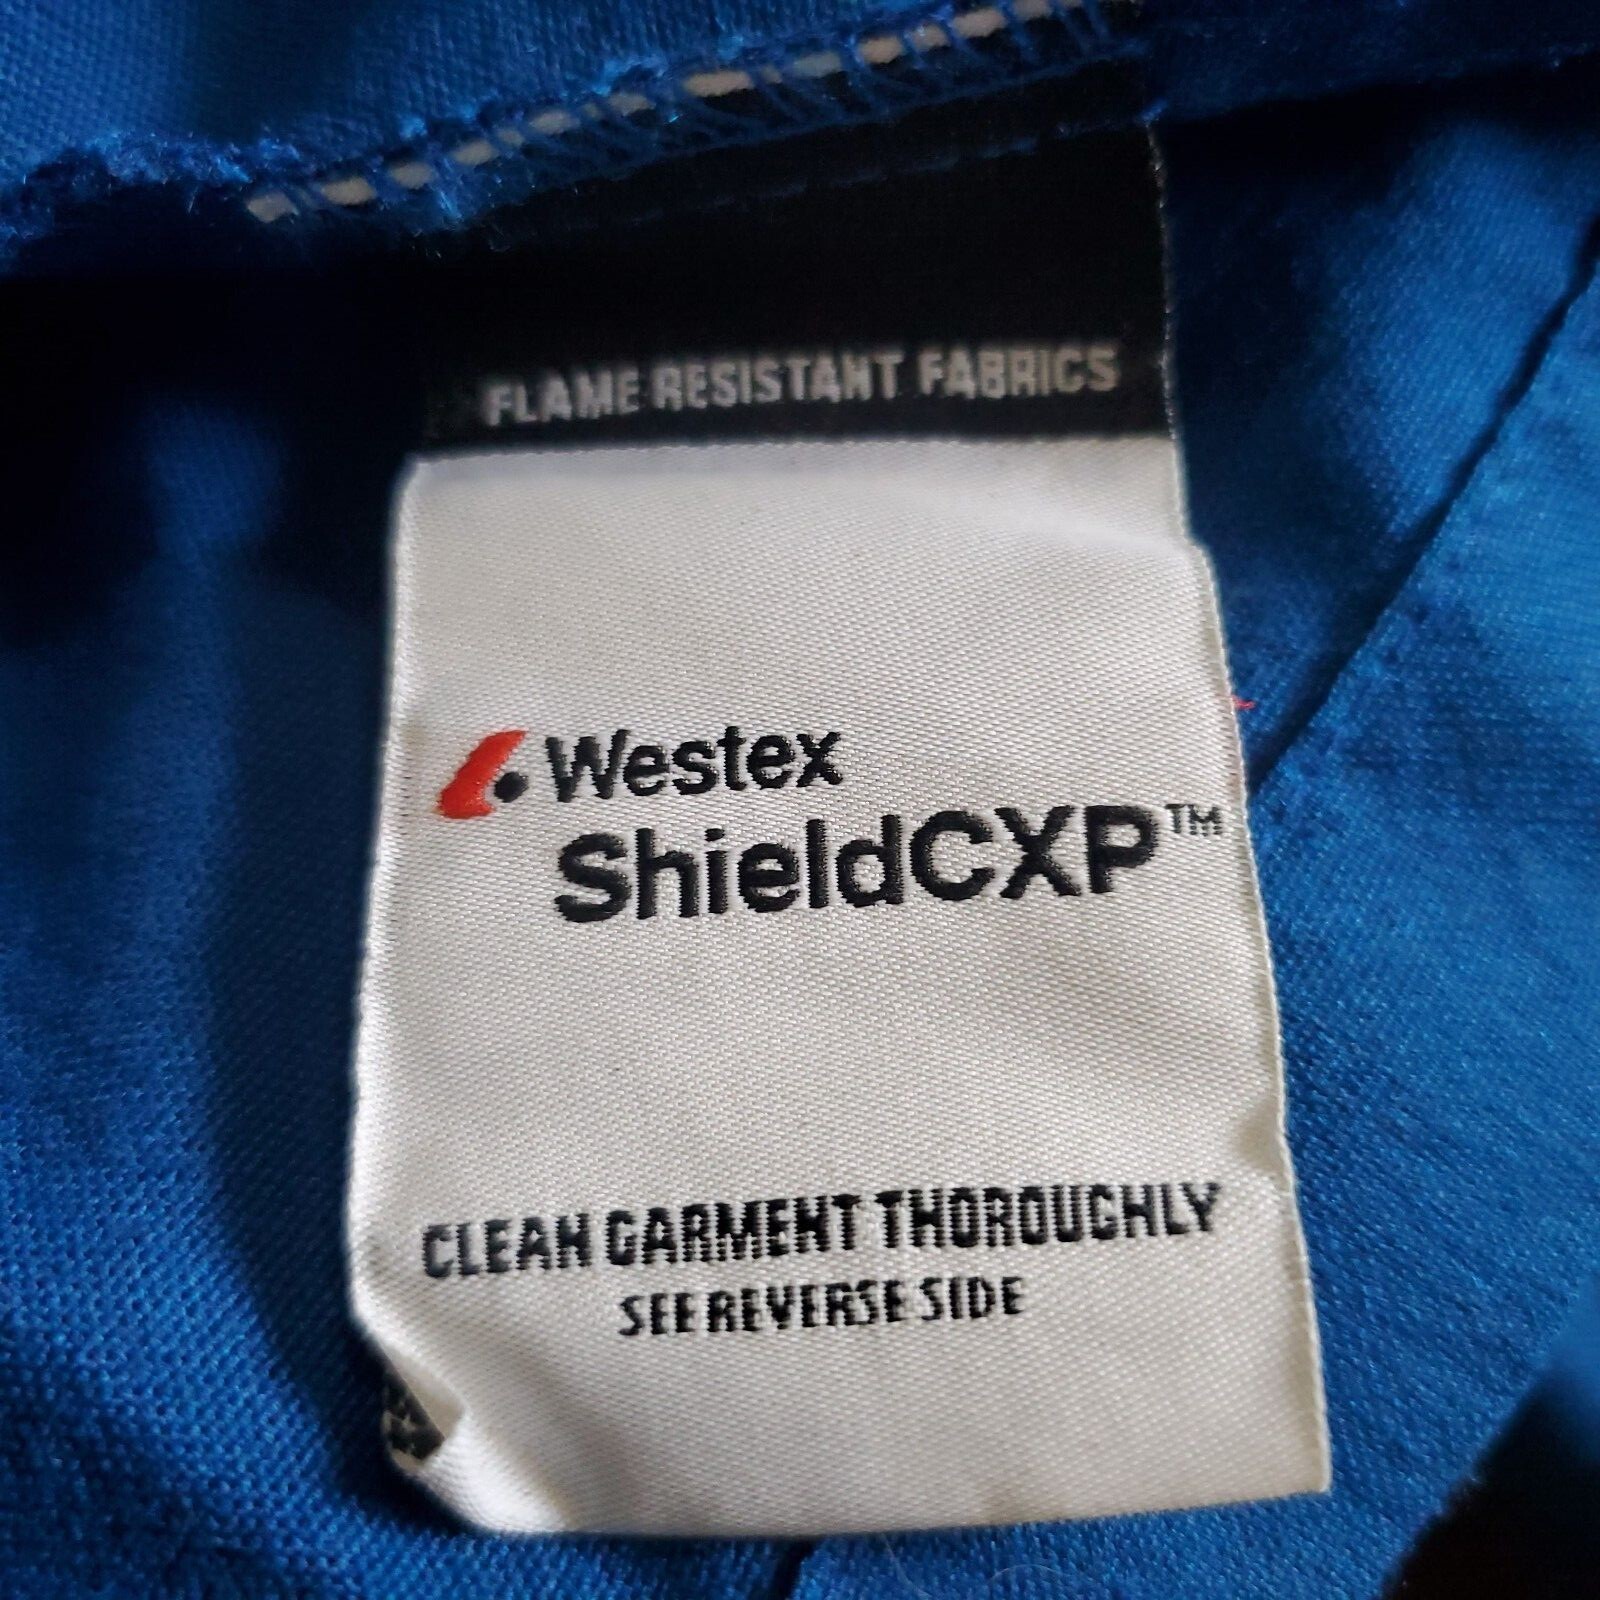 FLAME RESISTANT FABRICS
Westex
ShieldCXP™
CLEAN GARMENT THOROUGHLY
SEE REVERSE SIDE